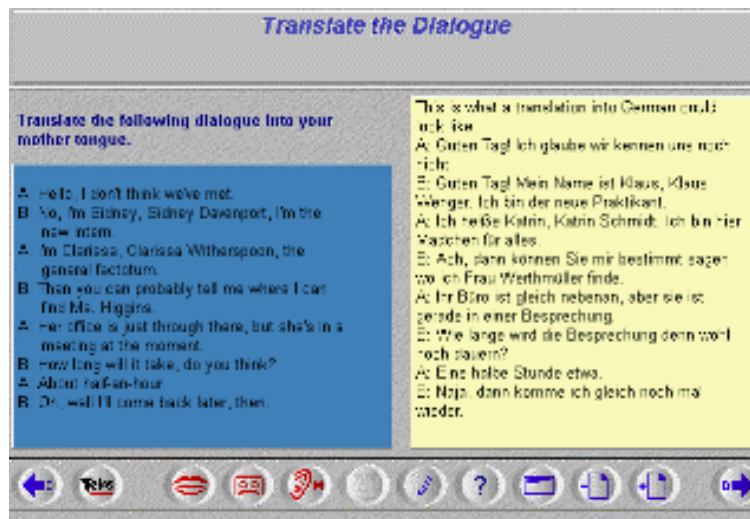 Translate the Dialogue
Translate the following dialogue into your
mother tongue.
A: Hello, I don't think we've met.
B: No, I'm Sidney, Sidney Davenport, I'm the
new intern.
A: I'm Clarissa, Clarissa Witherspoon, the
general factotum.
B: Then you can probably tell me where I can
find Ms. Higgins.
A: Her office is just through there, but she's in a
meeting at the moment.
B: How long will it take, do you think?
A: About half-an-hour.
B: Oh, well I'll come back later, then.
This is what a translation into German could
look like
A: Guten Tag! Ich glaube wir kennen uns noch
nicht.
B: Guten Tag! Mein Name ist Klaus, Klaus
Wenger. Ich bin der neue Praktikant.
A: Ich heiße Katrin, Katrin Schmidt. Ich bin hier
Mädchen für alles.
B: Ach, dann können Sie mir bestimmt sagen
wo ich Frau Werthmüller finde.
A: Ihr Büro ist gleich nebenan, aber sie ist
gerade in einer Besprechung.
B: Wie lange wird die Besprechung denn wohl
noch dauern?
A: Eine halbe Stunde etwa.
B: Naja, dann komme ich gleich noch mal
wieder.
?